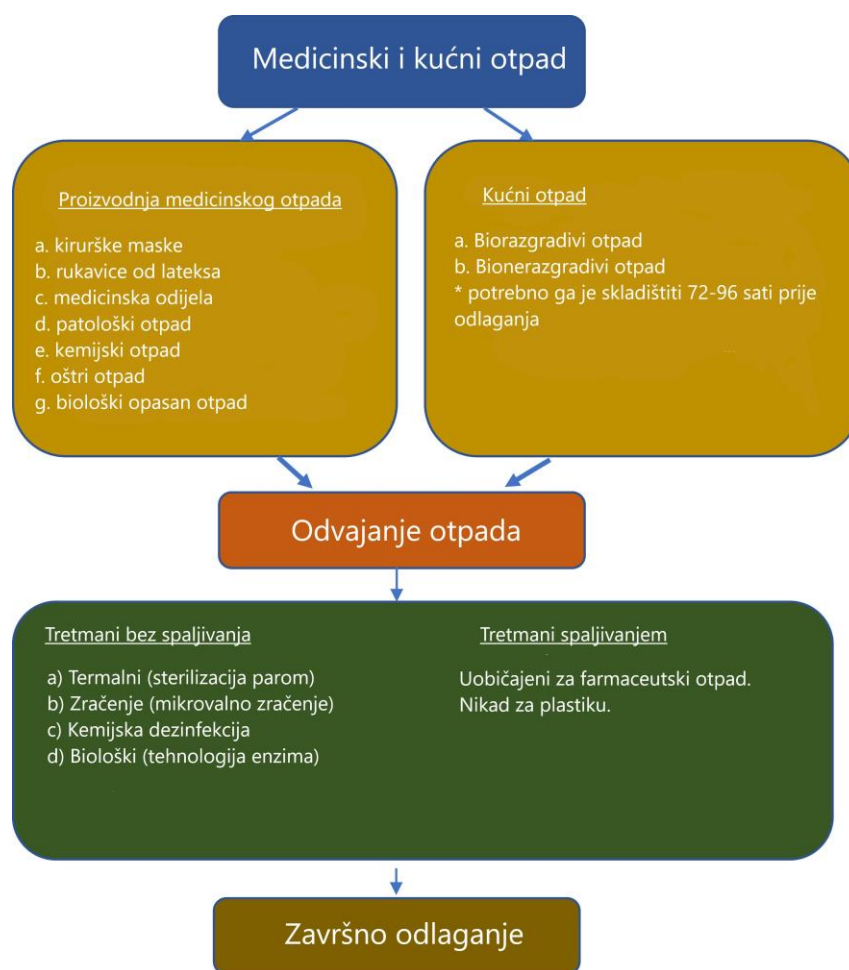 Medicinski i kućni otpad
Proizvodnja medicinskog otpada
a. kirurške maske
b. rukavice od lateksa
c. medicinska odijela
d. patološki otpad
e. kemijski otpad
f. oštri otpad
g. biološki opasan otpad
Kućni otpad
a. Biorazgradivi otpad
b. Bionerazgradivi otpad
* potrebno ga je skladištiti 72-96 sati prije
odlaganja
Odvajanje otpada
Tretmani bez spaljivanja
a) Termalni (sterilizacija parom)
b) Zračenje (mikrovalno zračenje)
c) Kemijska dezinfekcija
d) Biološki (tehnologija enzima)
Tretmani spaljivanjem
Uobičajeni za farmaceutski otpad.
Nikad za plastiku.
Završno odlaganje